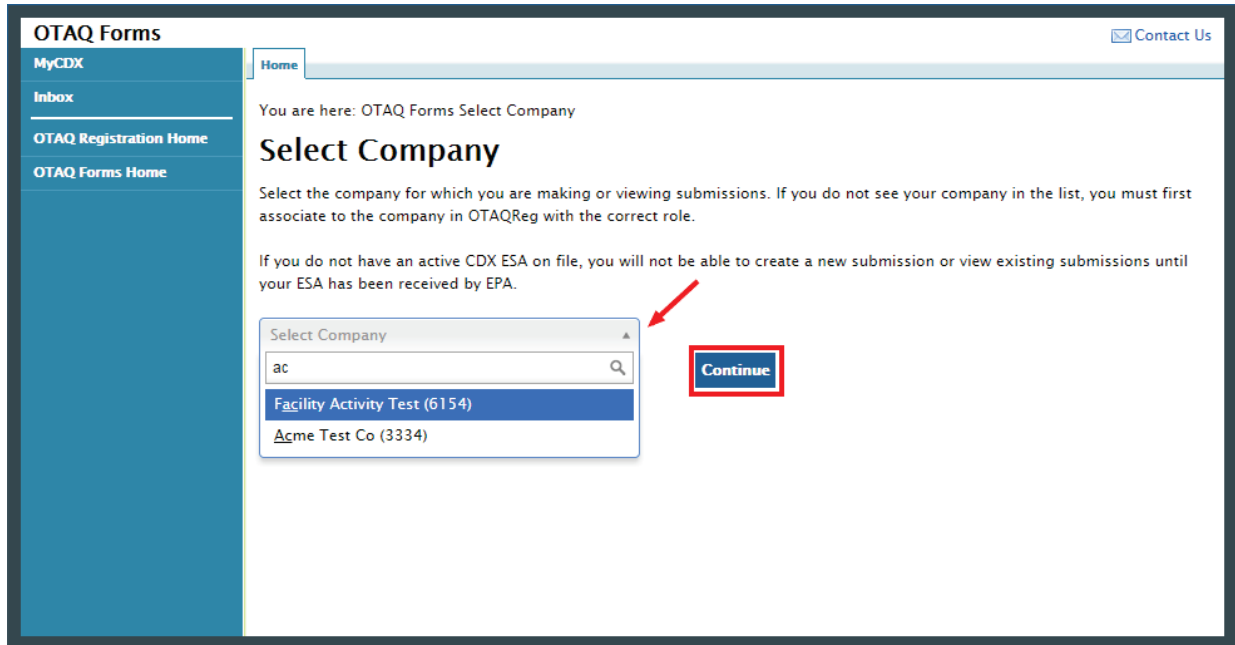 OTAQ Forms
Contact Us
MyCDX
Inbox
OTAQ Registration Home
OTAQ Forms Home
Home
You are here: OTAQ Forms Select Company
Select Company
Select the company for which you are making or viewing submissions. If you do not see your company in the list, you must first
associate to the company in OTAQReg with the correct role.
If you do not have an active CDX ESA on file, you will not be able to create a new submission or view existing submissions until
your ESA has been received by EPA.
Select Company
ac
Facility Activity Test (6154)
Acme Test Co (3334)
Continue